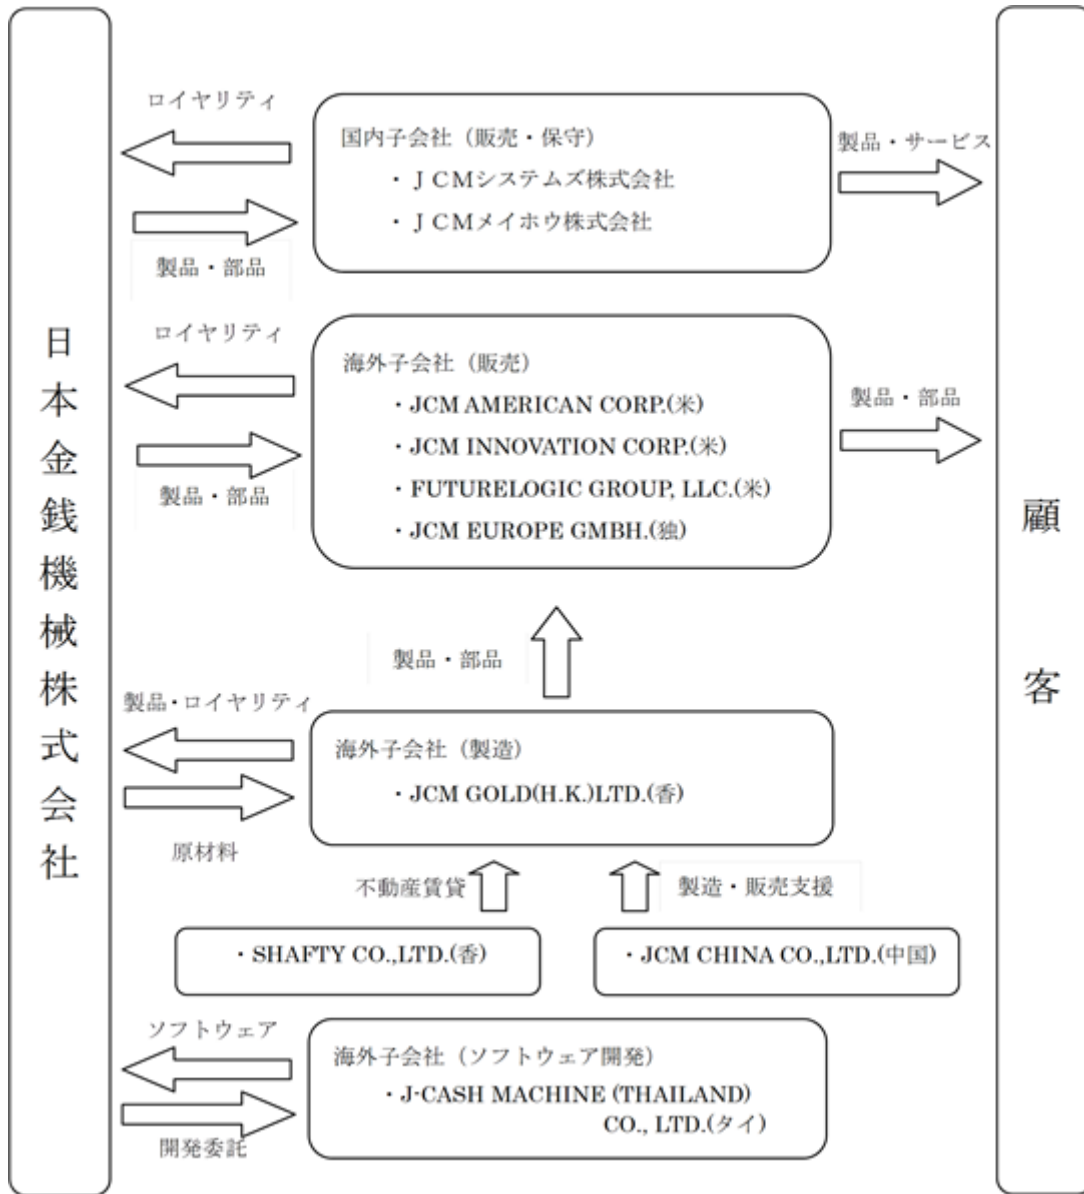 日本金銭機械株式会社
ロイヤリティ
製品・部品
国内子会社（販売・保守）
・ＪＣＭシステムズ株式会社
・ＪＣＭメイホウ株式会社
製品・サービス
ロイヤリティ
製品・部品
海外子会社（販売）
・JCM AMERICAN CORP.(米)
・JCM INNOVATION CORP.(米)
・FUTURELOGIC GROUP, LLC.(米)
・JCM EUROPE GMBH.(独)
製品・部品
顧客
製品・部品
製品・ロイヤリティ
原材料
海外子会社（製造）
・JCM GOLD(H.K.)LTD.(香)
不動産賃貸
製造・販売支援
・SHAFTY CO.,LTD.(香)
・JCM CHINA CO.,LTD.(中国)
ソフトウェア
開発委託
海外子会社（ソフトウェア開発）
・J-CASH MACHINE (THAILAND)
CO., LTD.(タイ)